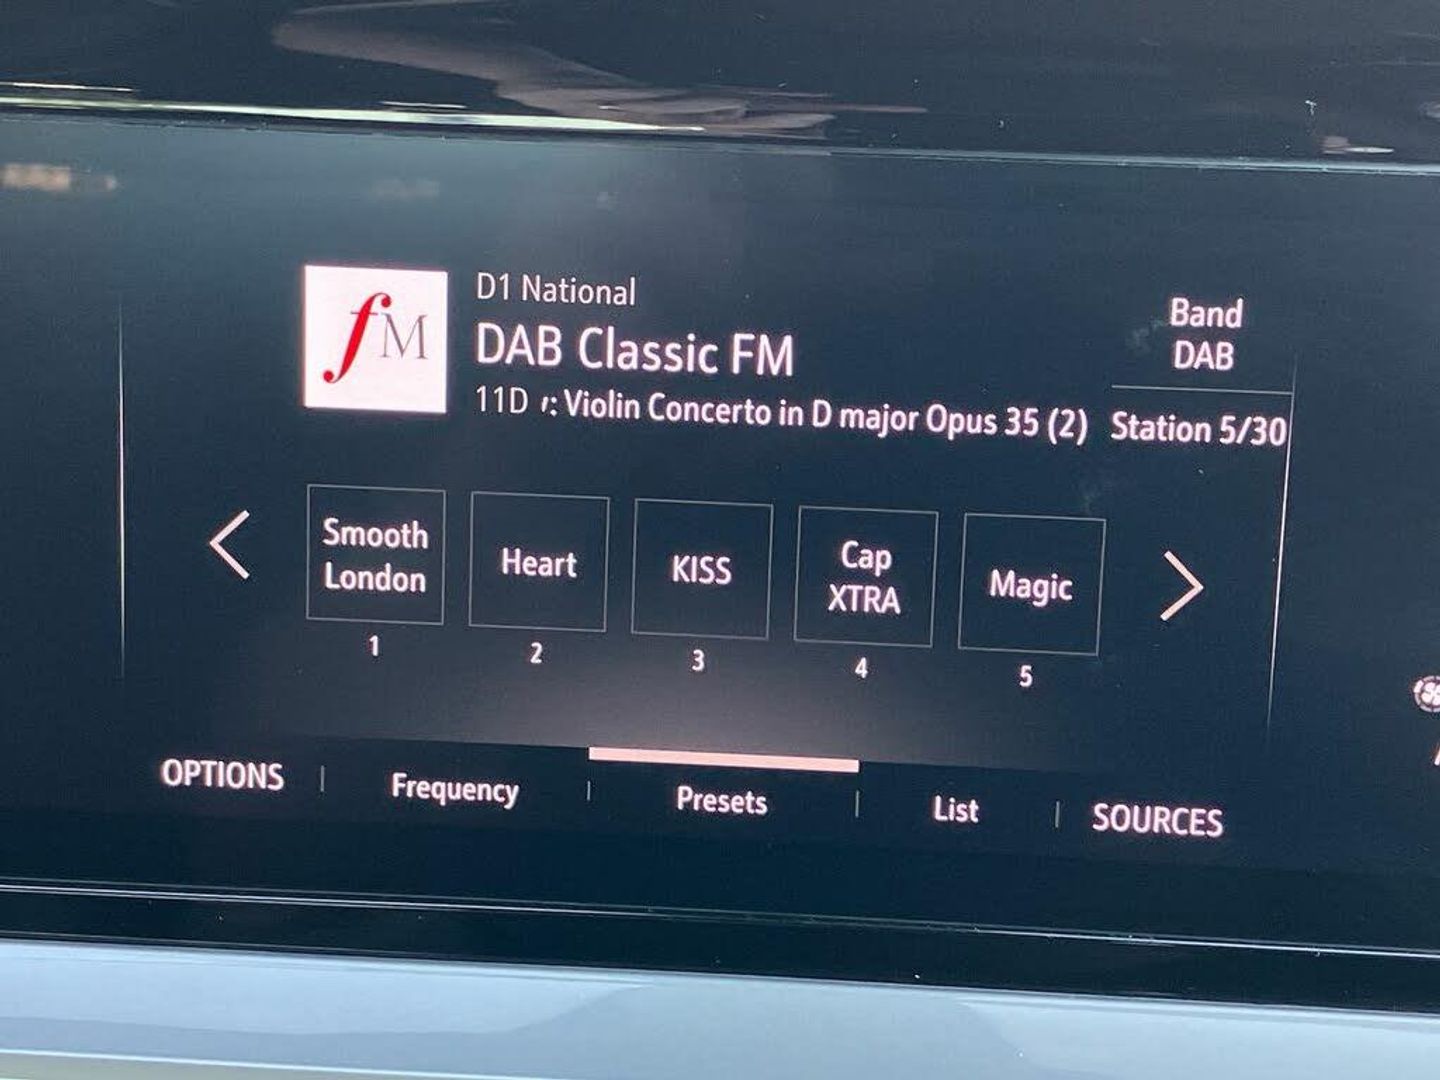 fM
D1 National
DAB Classic FM
11D r: Violin Concerto in D major Opus 35 (2)
Band
DAB
Station 5/30
Smooth
London
Heart
KISS
Cap
XTRA
Magic
1
2
3
4
5
OPTIONS
Frequency
Presets
List
SOURCES